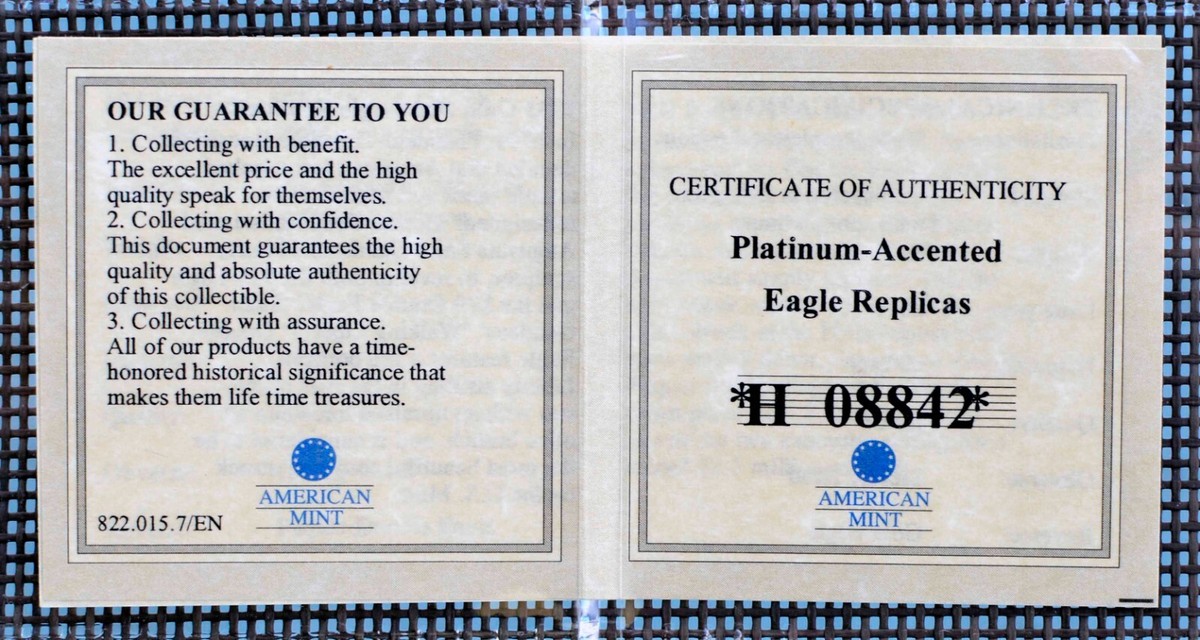 OUR GUARANTEE TO YOU
1. Collecting with benefit.
The excellent price and the high
quality speak for themselves.
2. Collecting with confidence.
This document guarantees the high
quality and absolute authenticity
of this collectible.
3. Collecting with assurance.
All of our products have a time-
honored historical significance that
makes them life time treasures.
AMERICAN
MINT
822.015.7/EN
CERTIFICATE OF AUTHENTICITY
Platinum-Accented
Eagle Replicas
*H 08842*
AMERICAN
MINT